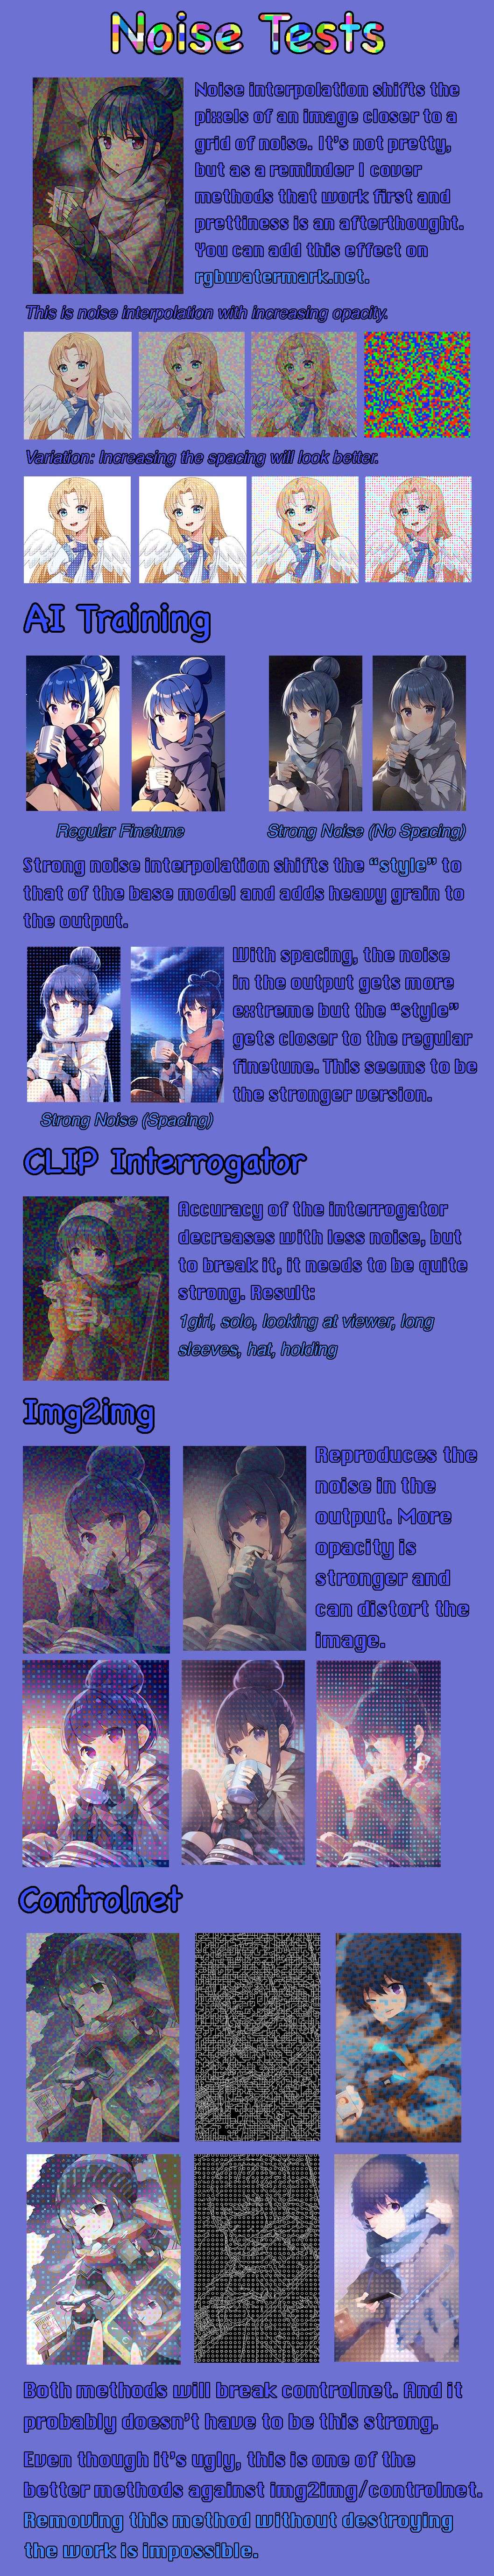 Noise Tests
Noise interpolation shifts the
pixels of an image closer to a
grid of noise. It's not pretty,
but as a reminder I cover
methods that work first and
prettiness is an afterthought.
You can add this effect on
rgbwatermark.net.
This is noise interpolation with increasing opacity.
Variation: Increasing the spacing will look better.
AI Training
Regular Finetune
Strong Noise (No Spacing)
Strong noise interpolation shifts the “style” to
that of the base model and adds heavy grain to
the output.
With spacing, the noise
in the output gets more
extreme but the “style”
gets closer to the regular
finetune. This seems to be
the stronger version.
Strong Noise (Spacing)
CLIP Interrogator
Accuracy of the interrogator
decreases with less noise, but
to break it, it needs to be quite
strong. Result:
1girl, solo, looking at viewer, long
sleeves, hat, holding
Img2img
Reproduces the
noise in the
output. More
opacity is
stronger and
can distort the
image.
Controlnet
Both methods will break controlnet. And it
probably doesn't have to be this strong.
Even though it's ugly, this is one of the
better methods against img2img/controlnet.
Removing this method without destroying
the work is impossible.